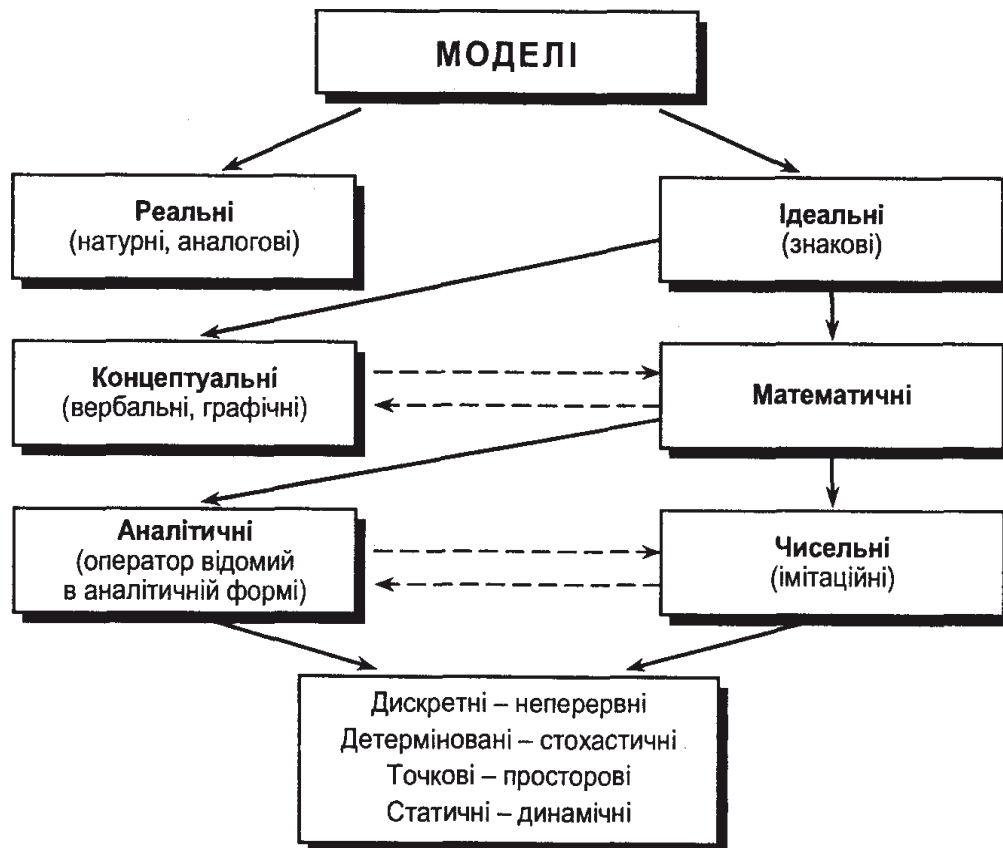 МОДЕЛІ
Реальні
(натурні, аналогові)
Ідеальні
(знакові)
Концептуальні
(вербальні, графічні)
Математичні
Аналітичні
(оператор відомий
в аналітичній формі)
Чисельні
(імітаційні)
Дискретні – неперервні
Детерміновані – стохастичні
Точкові – просторові
Статичні – динамічні